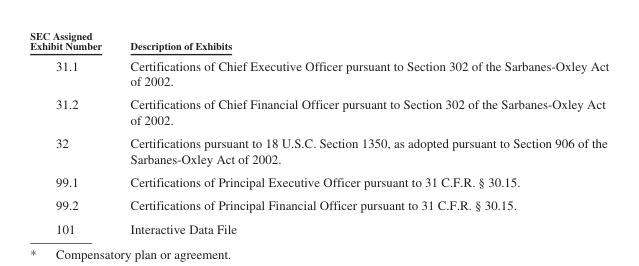 SEC Assigned
Exhibit Number Description of Exhibits
31.1 Certifications of Chief Executive Officer pursuant to Section 302 of the Sarbanes-Oxley Act
of 2002.
31.2 Certifications of Chief Financial Officer pursuant to Section 302 of the Sarbanes-Oxley Act
of 2002.
32 Certifications pursuant to 18 U.S.C. Section 1350, as adopted pursuant to Section 906 of the
Sarbanes-Oxley Act of 2002.
99.1 Certifications of Principal Executive Officer pursuant to 31 C.F.R. § 30.15.
99.2 Certifications of Principal Financial Officer pursuant to 31 C.F.R. § 30.15.
101 Interactive Data File
* Compensatory plan or agreement.